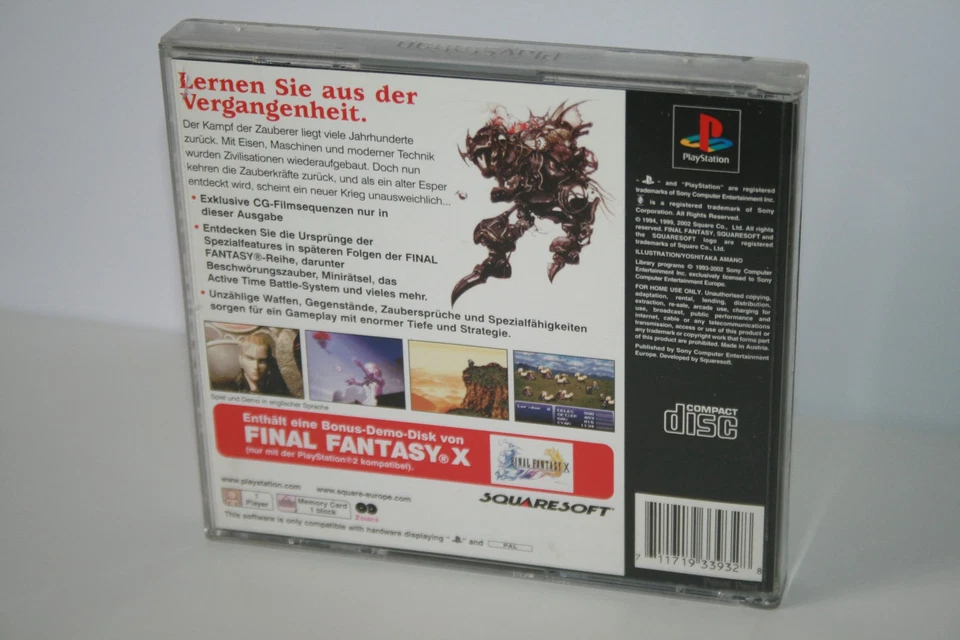 Lernen Sie aus der
Vergangenheit.
Der Kampf der Zauberer liegt viele Jahrhunderte
zurück. Mit Eisen, Maschinen und moderner Technik
wurden Zivilisationen wiederaufgebaut. Doch nun
kehren die Zauberkräfte zurück, und als ein alter Esper
entdeckt wird, scheint ein neuer Krieg unausweichlich...
• Exklusive CG-Filmsequenzen nur in
dieser Ausgabe
• Entdecken Sie die Ursprünge der
Spezialfeatures in späteren Folgen der FINAL
FANTASY®-Reihe, darunter
Beschwörungszauber, Minirätsel, das
Active Time Battle-System und vieles mehr.
• Unzählige Waffen, Gegenstände, Zaubersprüche und Spezialfähigkeiten
sorgen für ein Gameplay mit enormer Tiefe und Strategie.
Spiel und Demo in englischer Sprache
Enthält eine Bonus-Demo-Disk von
FINAL FANTASY® X
(nur mit der PlayStation®2 kompatibel).
FINAL FANTASY X
www.playstation.com www.square-europe.com
1 Player
Memory Card
1 block
2 discs
SQUARESOFT
This software is only compatible with hardware displaying " " and PAL
PlayStation
" " and "PlayStation" are registered
trademarks of Sony Computer Entertainment Inc.
is a registered trademark of Sony
Corporation. All Rights Reserved.
© 1994, 1999, 2002 Square Co., Ltd. All rights
reserved. FINAL FANTASY, SQUARESOFT and
the SQUARESOFT logo are registered
trademarks of Square Co., Ltd.
ILLUSTRATION/YOSHITAKA AMANO
Library programs © 1993-2002 Sony Computer
Entertainment Inc. exclusively licensed to Sony
Computer Entertainment Europe.
FOR HOME USE ONLY. Unauthorised copying,
adaptation, rental, lending, distribution,
extraction, re-sale, arcade use, charging for
use, broadcast, public performance and
internet, cable or any telecommunications
transmission, access or use of this product or
any trademark or copyright work that forms part
of this product are prohibited. Made in Austria.
Published by Sony Computer Entertainment
Europe. Developed by Squaresoft.
COMPACT
disc
7 11719 33932 8